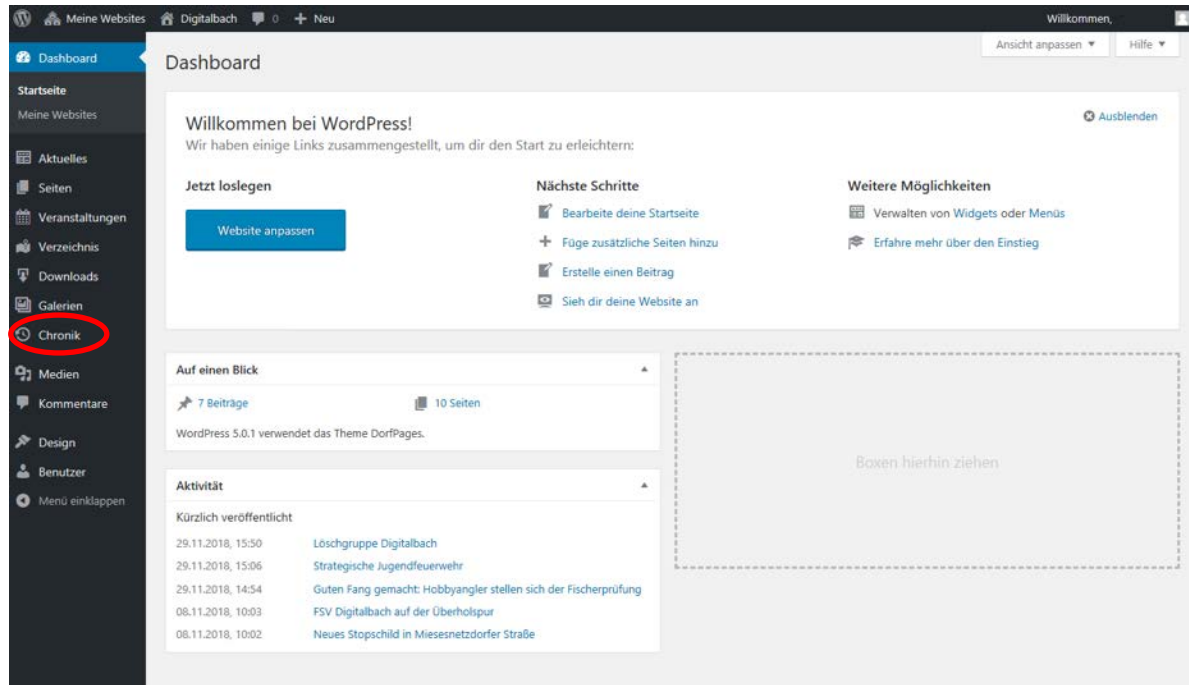 Meine Websites Digitalbach 0 + Neu Willkommen,
Ansicht anpassen ▼ Hilfe ▼
Dashboard
Startseite
Meine Websites
Aktuelles
Seiten
Veranstaltungen
Verzeichnis
Downloads
Galerien
Chronik
Medien
Kommentare
Design
Benutzer
Menü einklappen
Dashboard
Willkommen bei WordPress!
Ausblenden
Wir haben einige Links zusammengestellt, um dir den Start zu erleichtern:
Jetzt loslegen
Website anpassen
Nächste Schritte
Bearbeite deine Startseite
Füge zusätzliche Seiten hinzu
Erstelle einen Beitrag
Sieh dir deine Website an
Weitere Möglichkeiten
Verwalten von Widgets oder Menüs
Erfahre mehr über den Einstieg
Auf einen Blick
7 Beiträge 10 Seiten
WordPress 5.0.1 verwendet das Theme DorfPages.
Aktivität
Kürzlich veröffentlicht
29.11.2018, 15:50 Löschgruppe Digitalbach
29.11.2018, 15:06 Strategische Jugendfeuerwehr
29.11.2018, 14:54 Guten Fang gemacht: Hobbyangler stellen sich der Fischerprüfung
08.11.2018, 10:03 FSV Digitalbach auf der Überholspur
08.11.2018, 10:02 Neues Stopschild in Miesesnetzdorfer Straße
Boxen hierhin ziehen